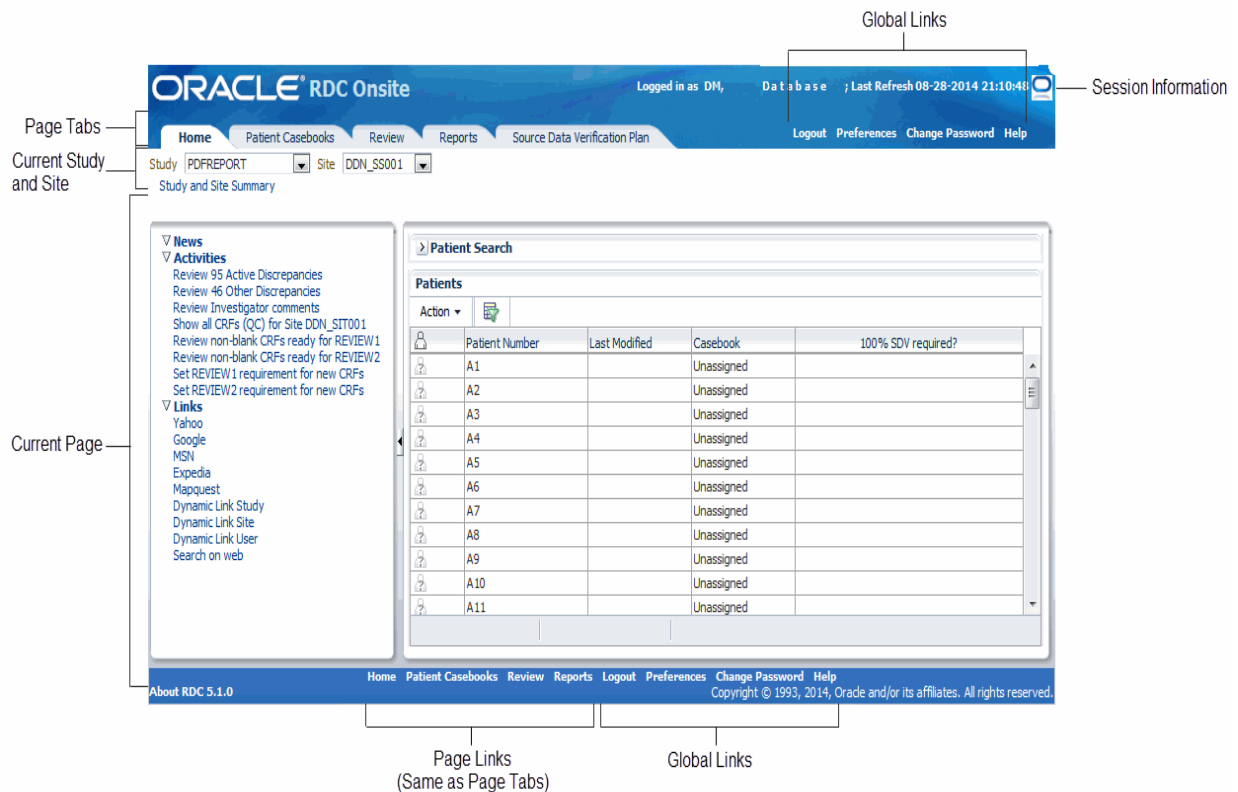 Global Links
ORACLE® RDC Onsite
Logged in as DM, Database ; Last Refresh 08-28-2014 21:10:48
Session Information
Page Tabs
Home Patient Casebooks Review Reports Source Data Verification Plan
Logout Preferences Change Password Help
Current Study
and Site
Study PDFREPORT Site DDN_SS001
Study and Site Summary
News
Activities
Review 95 Active Discrepancies
Review 46 Other Discrepancies
Review Investigator comments
Show all CRFs (QC) for Site DDN_SIT001
Review non-blank CRFs ready for REVIEW1
Review non-blank CRFs ready for REVIEW2
Set REVIEW1 requirement for new CRFs
Set REVIEW2 requirement for new CRFs
Links
Yahoo
Google
MSN
Expedia
Mapquest
Dynamic Link Study
Dynamic Link Site
Dynamic Link User
Search on web
Current Page
Patient Search
Patients
Action
Patient Number Last Modified Casebook 100% SDV required?
A1 Unassigned
A2 Unassigned
A3 Unassigned
A4 Unassigned
A5 Unassigned
A6 Unassigned
A7 Unassigned
A8 Unassigned
A9 Unassigned
A10 Unassigned
A11 Unassigned
Home Patient Casebooks Review Reports Logout Preferences Change Password Help
About RDC 5.1.0
Copyright © 1993, 2014, Oracle and/or its affiliates. All rights reserved.
Page Links
(Same as Page Tabs)
Global Links